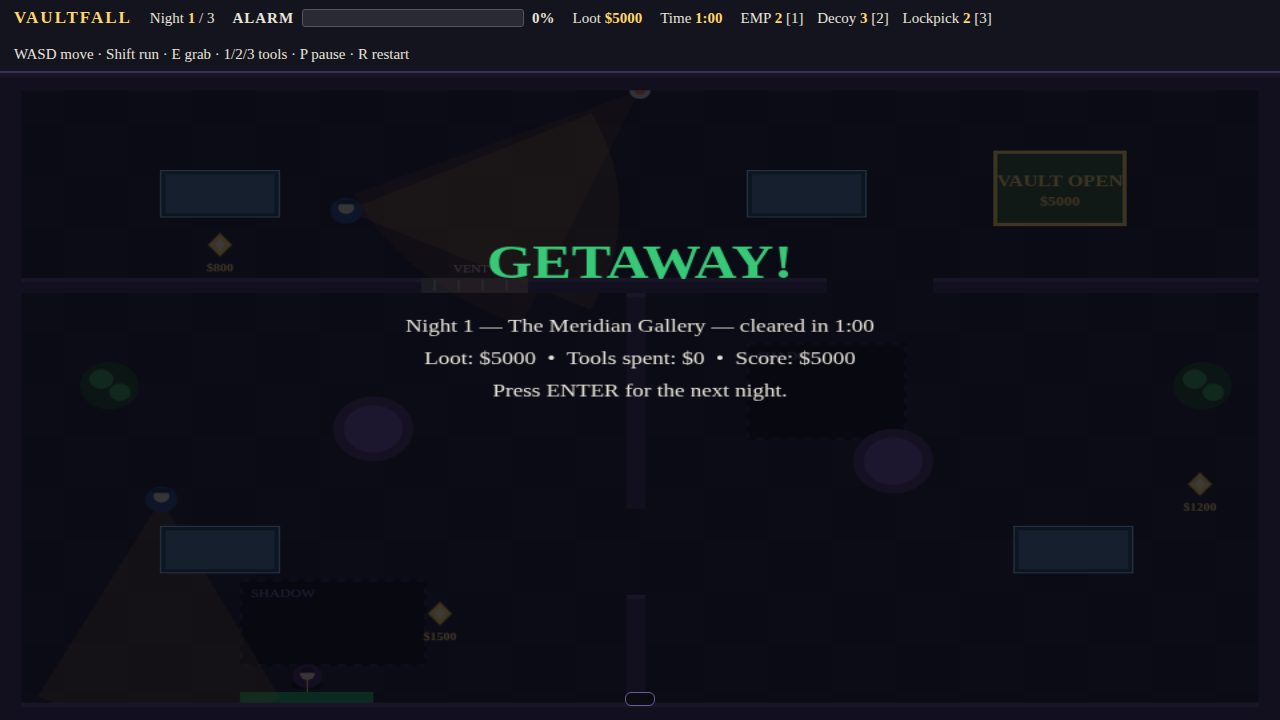 VAULTFALL Night 1 / 3 ALARM 0% Loot $5000 Time 1:00 EMP 2 [1] Decoy 3 [2] Lockpick 2 [3]
WASD move · Shift run · E grab · 1/2/3 tools · P pause · R restart
VAULT OPEN
$5000
$800
VENT
GETAWAY!
Night 1 — The Meridian Gallery — cleared in 1:00
Loot: $5000 • Tools spent: $0 • Score: $5000
Press ENTER for the next night.
$1200
SHADOW
$1500